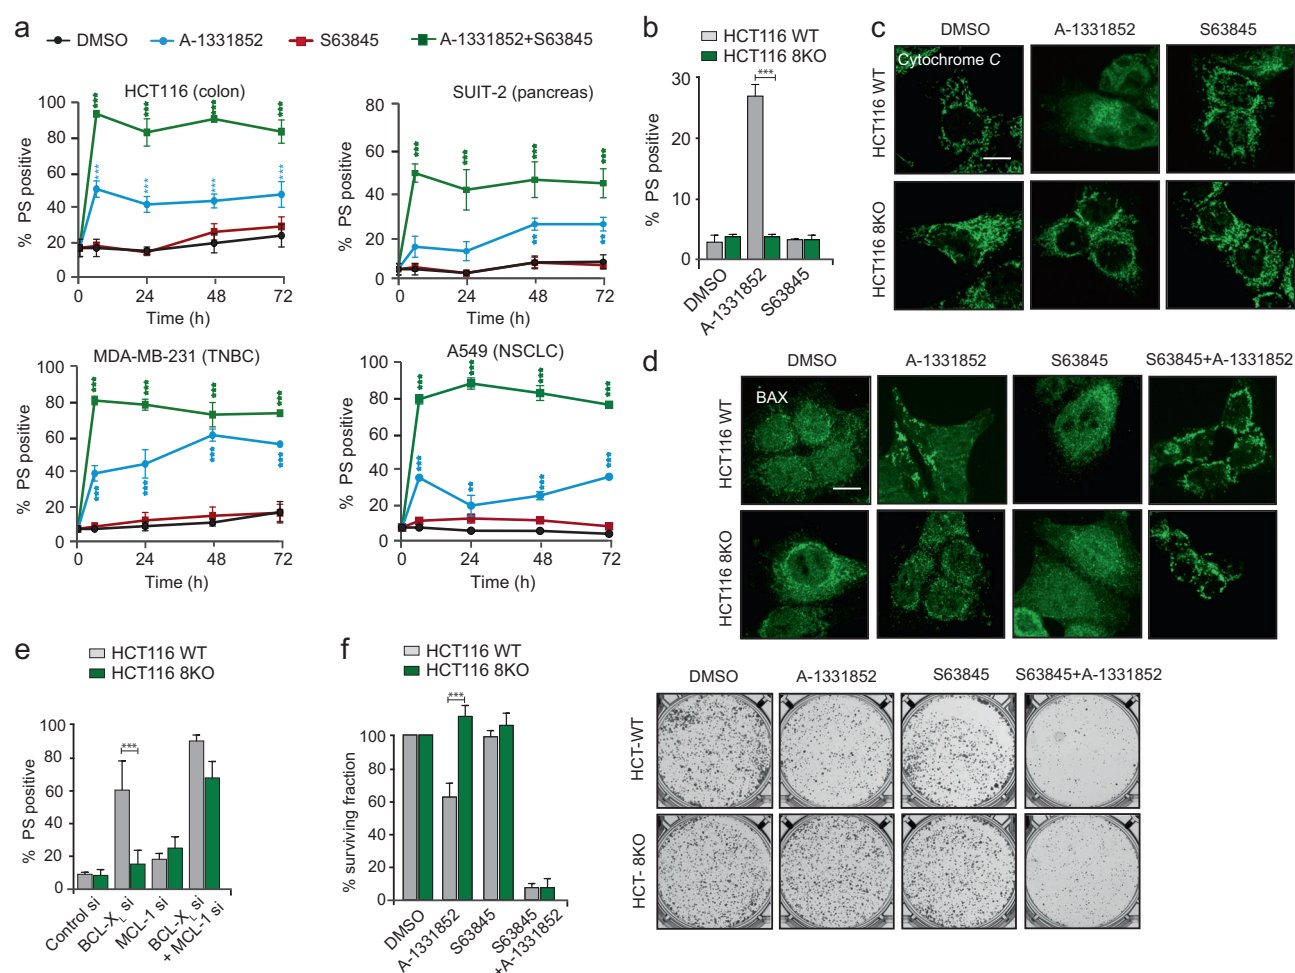 a
DMSO A-1331852 S63845 A-1331852+S63845
HCT116 (colon)
% PS positive
100
80
60
40
20
0
***
***
***
***
***
***
***
***
0 24 48 72
Time (h)
SUIT-2 (pancreas)
% PS positive
80
60
40
20
0
***
***
***
***
**
**
0 24 48 72
Time (h)
MDA-MB-231 (TNBC)
% PS positive
100
80
60
40
20
0
***
***
***
***
***
***
***
***
0 24 48 72
Time (h)
A549 (NSCLC)
% PS positive
100
80
60
40
20
0
***
***
***
***
***
**
***
***
0 24 48 72
Time (h)
b
HCT116 WT
HCT116 8KO
% PS positive
30
20
10
0
***
DMSO
A-1331852
S63845
c
DMSO A-1331852 S63845
HCT116 WT
Cytochrome C
HCT116 8KO
d
DMSO A-1331852 S63845 S63845+A-1331852
HCT116 WT
BAX
HCT116 8KO
e
HCT116 WT
HCT116 8KO
% PS positive
100
80
60
40
20
0
***
Control si
BCL-XL si
MCL-1 si
BCL-XL si
+ MCL-1 si
f
HCT116 WT
HCT116 8KO
% surviving fraction
100
80
60
40
20
0
***
DMSO
A-1331852
S63845
S63845
+A-1331852
DMSO A-1331852 S63845 S63845+A-1331852
HCT-WT
HCT- 8KO